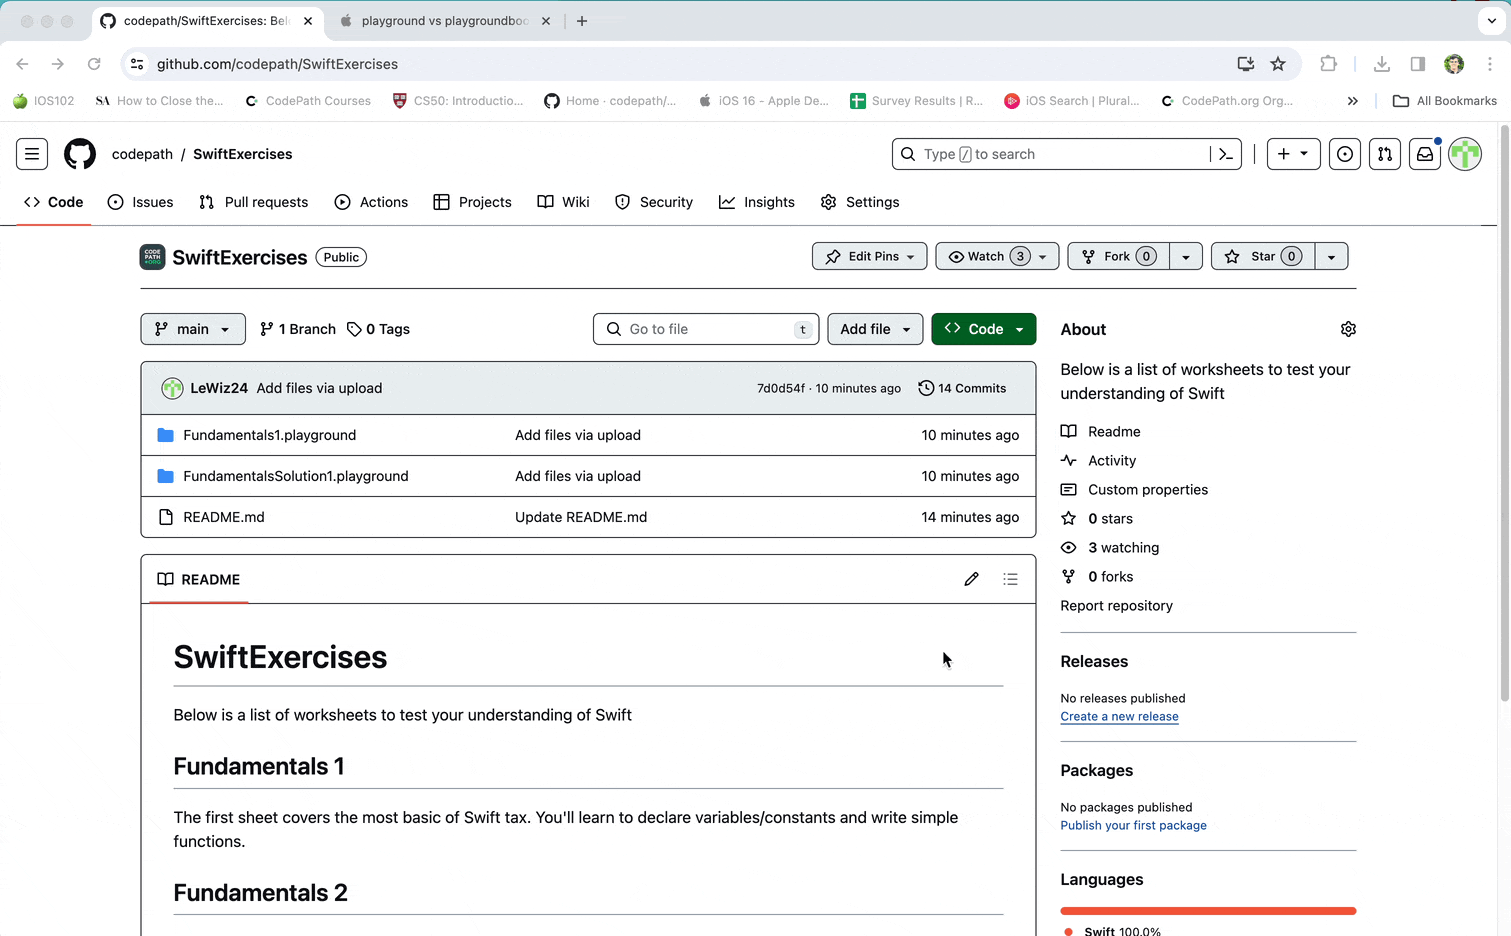 codepath/SwiftExercises: Bel
playground vs playgroundboo
github.com/codepath/SwiftExercises
IOS102
SA How to Close the...
CodePath Courses
CS50: Introductio...
Home · codepath/...
iOS 16 - Apple De...
Survey Results | R...
iOS Search | Plural...
CodePath.org Org...
All Bookmarks
codepath / SwiftExercises
Type / to search
Code
Issues
Pull requests
Actions
Projects
Wiki
Security
Insights
Settings
CODE
PATH
*ORG
SwiftExercises Public
Edit Pins
Watch 3
Fork 0
Star 0
main
1 Branch
0 Tags
Go to file t
Add file
Code
LeWiz24 Add files via upload 7d0d54f · 10 minutes ago 14 Commits
Fundamentals1.playground Add files via upload 10 minutes ago
FundamentalsSolution1.playground Add files via upload 10 minutes ago
README.md Update README.md 14 minutes ago
README
SwiftExercises
Below is a list of worksheets to test your understanding of Swift
Fundamentals 1
The first sheet covers the most basic of Swift tax. You'll learn to declare variables/constants and write simple
functions.
Fundamentals 2
About
Below is a list of worksheets to test your
understanding of Swift
Readme
Activity
Custom properties
0 stars
3 watching
0 forks
Report repository
Releases
No releases published
Create a new release
Packages
No packages published
Publish your first package
Languages
Swift 100.0%